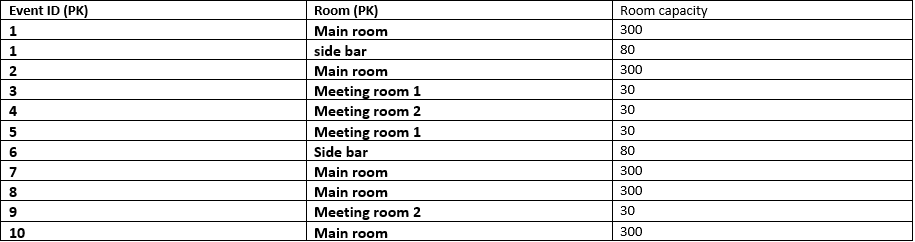 Event ID (PK) Room (PK) Room capacity
1 Main room 300
1 side bar 80
2 Main room 300
3 Meeting room 1 30
4 Meeting room 2 30
5 Meeting room 1 30
6 Side bar 80
7 Main room 300
8 Main room 300
9 Meeting room 2 30
10 Main room 300